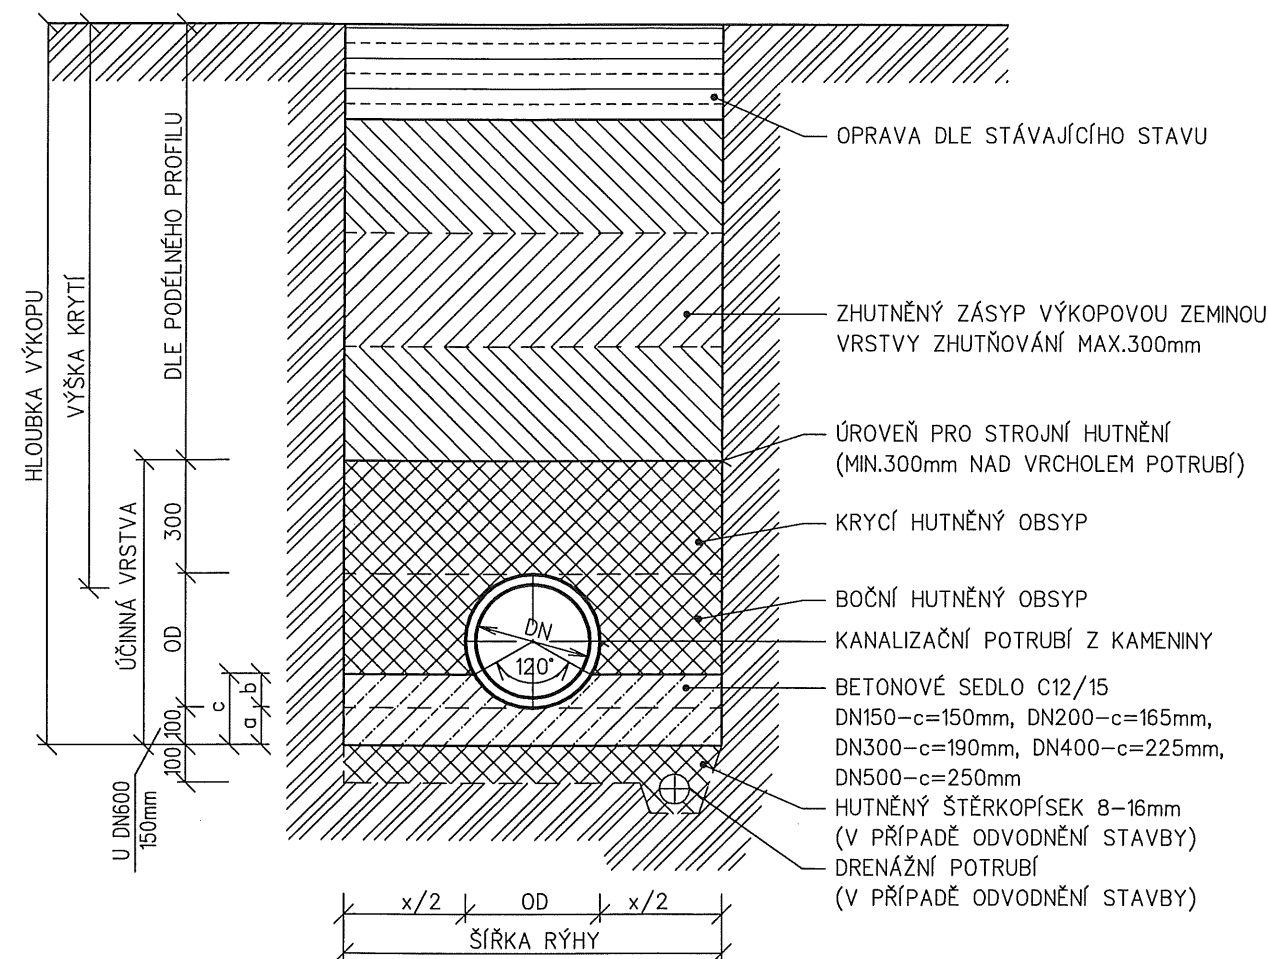 HLOUBKA VÝKOPU
VÝŠKA KRYTÍ
DLE PODÉLNÉHO PROFILU
ÚČINNÁ VRSTVA
300
OD
c
a
b
100
100
U DN600
150mm
DN
120°
OPRAVA DLE STÁVAJÍCÍHO STAVU
ZHUTNĚNÝ ZÁSYP VÝKOPOVOU ZEMINOU
VRSTVY ZHUTŇOVÁNÍ MAX.300mm
ÚROVEŇ PRO STROJNÍ HUTNĚNÍ
(MIN.300mm NAD VRCHOLEM POTRUBÍ)
KRYCÍ HUTNĚNÝ OBSYP
BOČNÍ HUTNĚNÝ OBSYP
KANALIZAČNÍ POTRUBÍ Z KAMENINY
BETONOVÉ SEDLO C12/15
DN150-c=150mm, DN200-c=165mm,
DN300-c=190mm, DN400-c=225mm,
DN500-c=250mm
HUTNĚNÝ ŠTĚRKOPÍSEK 8-16mm
(V PŘÍPADĚ ODVODNĚNÍ STAVBY)
DRENÁŽNÍ POTRUBÍ
(V PŘÍPADĚ ODVODNĚNÍ STAVBY)
x/2 OD x/2
ŠÍŘKA RÝHY